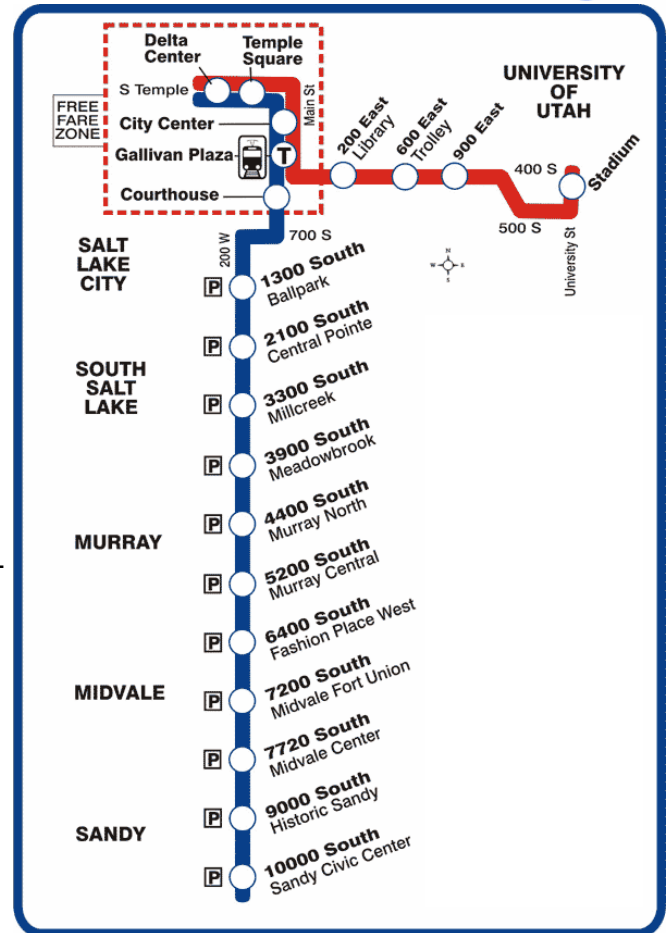 Delta
Center
Temple
Square
S Temple
FREE
FARE
ZONE
City Center
Main St
Gallivan Plaza
T
Courthouse
200 East
Library
600 East
Trolley
900 East
UNIVERSITY
OF
UTAH
400 S
Stadium
500 S
University St
N
W
E
S
200 W
700 S
SALT
LAKE
CITY
P
1300 South
Ballpark
P
2100 South
Central Pointe
SOUTH
SALT
LAKE
P
3300 South
Millcreek
P
3900 South
Meadowbrook
MURRAY
P
4400 South
Murray North
P
5200 South
Murray Central
P
6400 South
Fashion Place West
MIDVALE
P
7200 South
Midvale Fort Union
P
7720 South
Midvale Center
SANDY
P
9000 South
Historic Sandy
P
10000 South
Sandy Civic Center